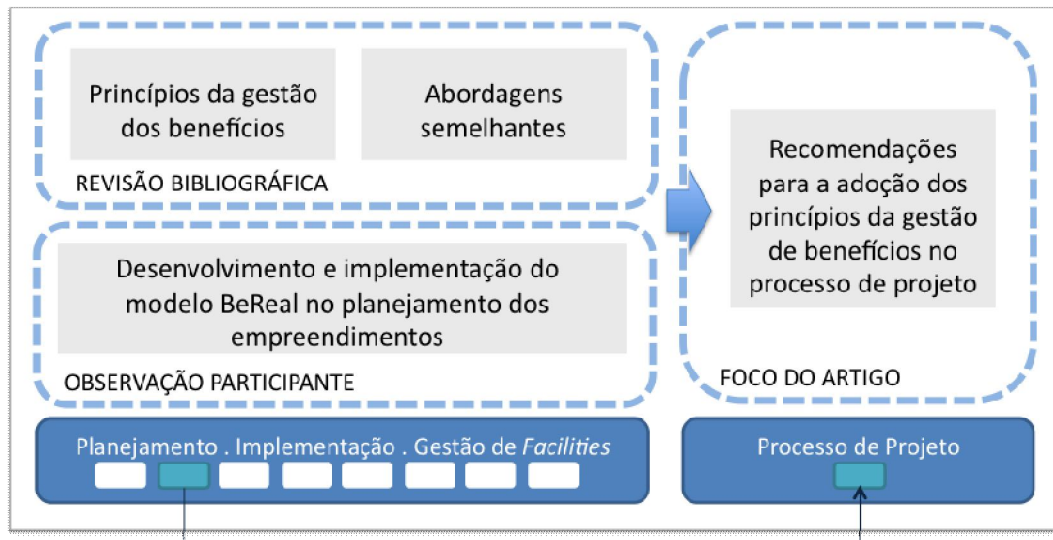 Princípios da gestão
dos benefícios
Abordagens
semelhantes
REVISÃO BIBLIOGRÁFICA
Desenvolvimento e implementação do
modelo BeReal no planejamento dos
empreendimentos
OBSERVAÇÃO PARTICIPANTE
Planejamento . Implementação . Gestão de Facilities
Recomendações
para a adoção dos
princípios da gestão
de benefícios no
processo de projeto
FOCO DO ARTIGO
Processo de Projeto